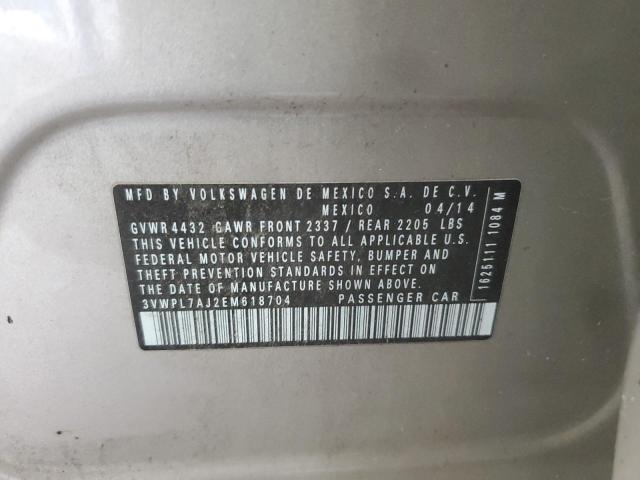 MFD BY VOLKSWAGEN DE MEXICO S.A. DE C.V.
MEXICO 04/14
GVWR 4432 GAWR FRONT 2337 / REAR 2205 LBS
THIS VEHICLE CONFORMS TO ALL APPLICABLE U.S.
FEDERAL MOTOR VEHICLE SAFETY, BUMPER AND
THEFT PREVENTION STANDARDS IN EFFECT ON
THE DATE OF MANUFACTURE SHOWN ABOVE.
3VWPL7AJ2EM618704 PASSENGER CAR
1625111 1084 M